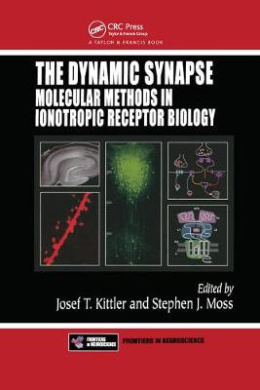 CRC Press
Taylor & Francis Group
A TAYLOR & FRANCIS BOOK
THE DYNAMIC SYNAPSE
MOLECULAR METHODS IN
IONOTROPIC RECEPTOR BIOLOGY
Edited by
Josef T. Kittler and Stephen J. Moss
FRONTIERS IN NEUROSCIENCE